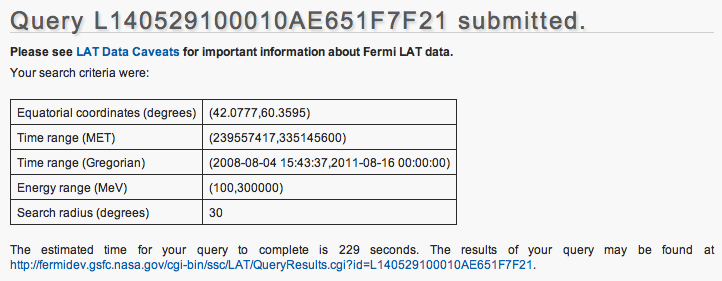 Query L140529100010AE651F7F21 submitted.
Please see LAT Data Caveats for important information about Fermi LAT data.
Your search criteria were:
Equatorial coordinates (degrees) (42.0777,60.3595)
Time range (MET) (239557417,335145600)
Time range (Gregorian) (2008-08-04 15:43:37,2011-08-16 00:00:00)
Energy range (MeV) (100,300000)
Search radius (degrees) 30
The estimated time for your query to complete is 229 seconds. The results of your query may be found at
http://fermidev.gsfc.nasa.gov/cgi-bin/ssc/LAT/QueryResults.cgi?id=L140529100010AE651F7F21.